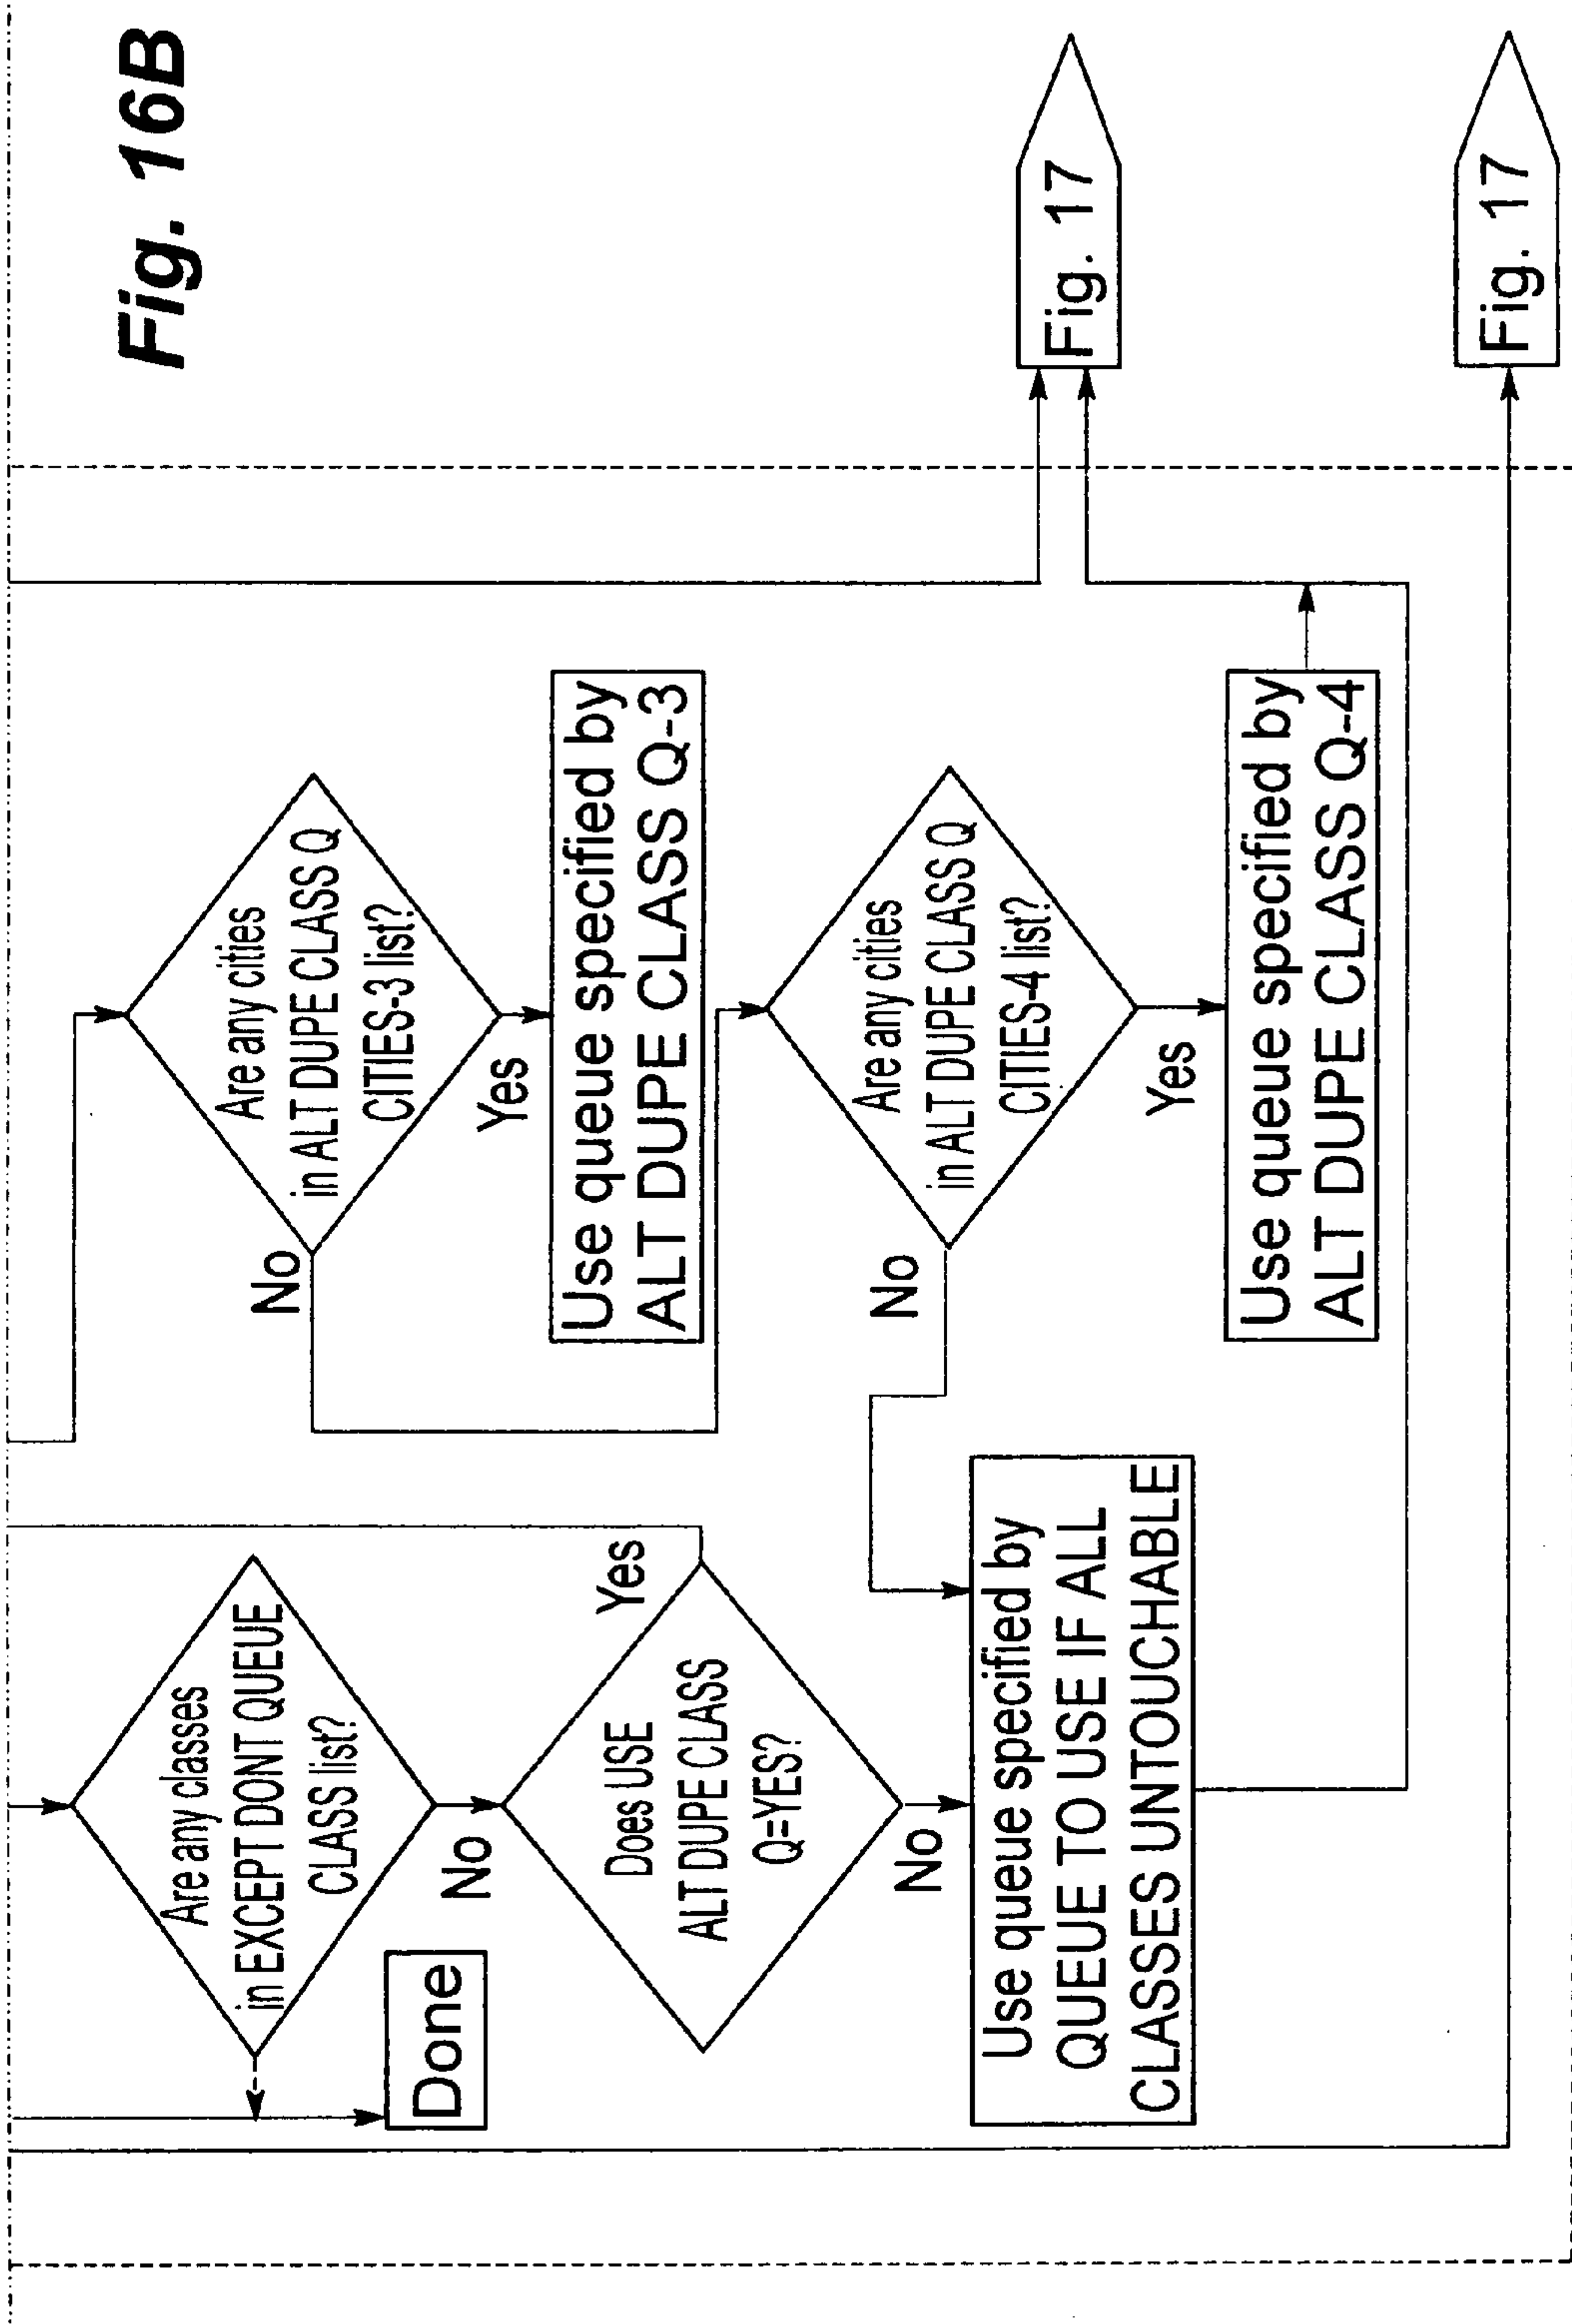 Fig. 16B
Are any classes
in EXCEPT DONT QUEUE
CLASS list?
Done
No
Does USE
ALT DUPE CLASS
Q=YES?
Yes
No
Use queue specified by
QUEUE TO USE IF ALL
CLASSES UNTOUCHABLE
Are any cities
in ALT DUPE CLASS Q
CITIES-3 list?
No
Yes
Use queue specified by
ALT DUPE CLASS Q-3
Are any cities
in ALT DUPE CLASS Q
CITIES-4 list?
No
Yes
Use queue specified by
ALT DUPE CLASS Q-4
Fig. 17
Fig. 17